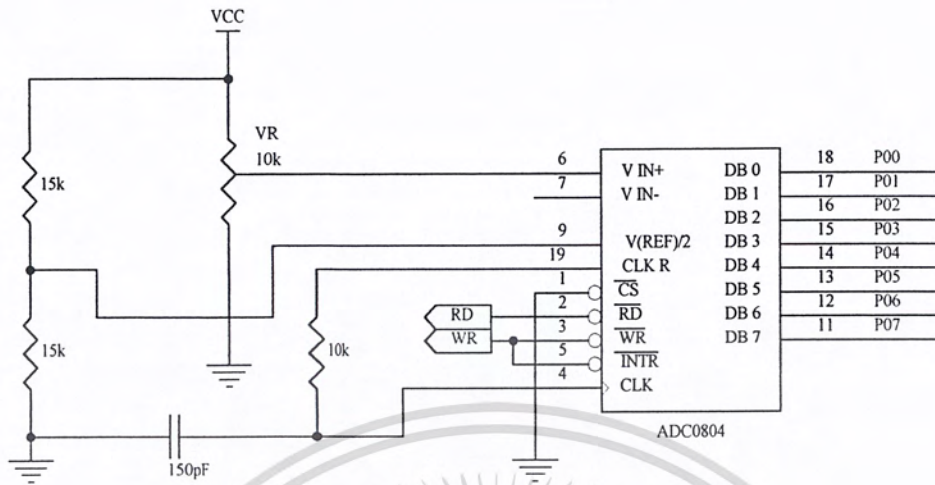 VCC
VR
10k
15k
15k
10k
150pF
RD
WR
6
7
9
19
1
2
3
5
4
V IN+
V IN-
V(REF)/2
CLK R
CS
RD
WR
INTR
CLK
DB 0
DB 1
DB 2
DB 3
DB 4
DB 5
DB 6
DB 7
18 P00
17 P01
16 P02
15 P03
14 P04
13 P05
12 P06
11 P07
ADC0804